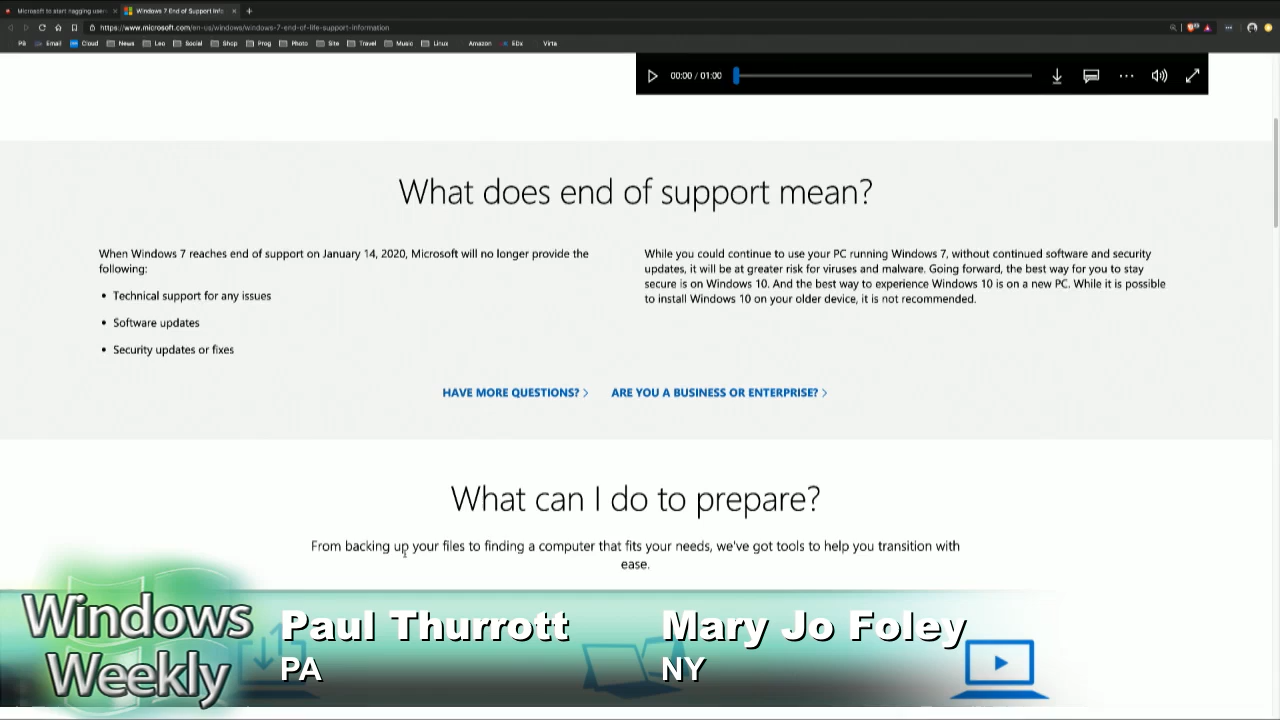 Microsoft to start nagging users
Windows 7 End of Support Info
https://www.microsoft.com/en-us/windows/windows-7-end-of-life-support-information
PB Email Cloud News Leo Social Shop Prog Photo Site Travel Music Linux Amazon EDx Virta
00:00 / 01:00
What does end of support mean?
When Windows 7 reaches end of support on January 14, 2020, Microsoft will no longer provide the
following:
• Technical support for any issues
• Software updates
• Security updates or fixes
While you could continue to use your PC running Windows 7, without continued software and security
updates, it will be at greater risk for viruses and malware. Going forward, the best way for you to stay
secure is on Windows 10. And the best way to experience Windows 10 is on a new PC. While it is possible
to install Windows 10 on your older device, it is not recommended.
HAVE MORE QUESTIONS? > ARE YOU A BUSINESS OR ENTERPRISE? >
What can I do to prepare?
From backing up your files to finding a computer that fits your needs, we've got tools to help you transition with
ease.
Windows
Weekly
Paul Thurrott
PA
Mary Jo Foley
NY